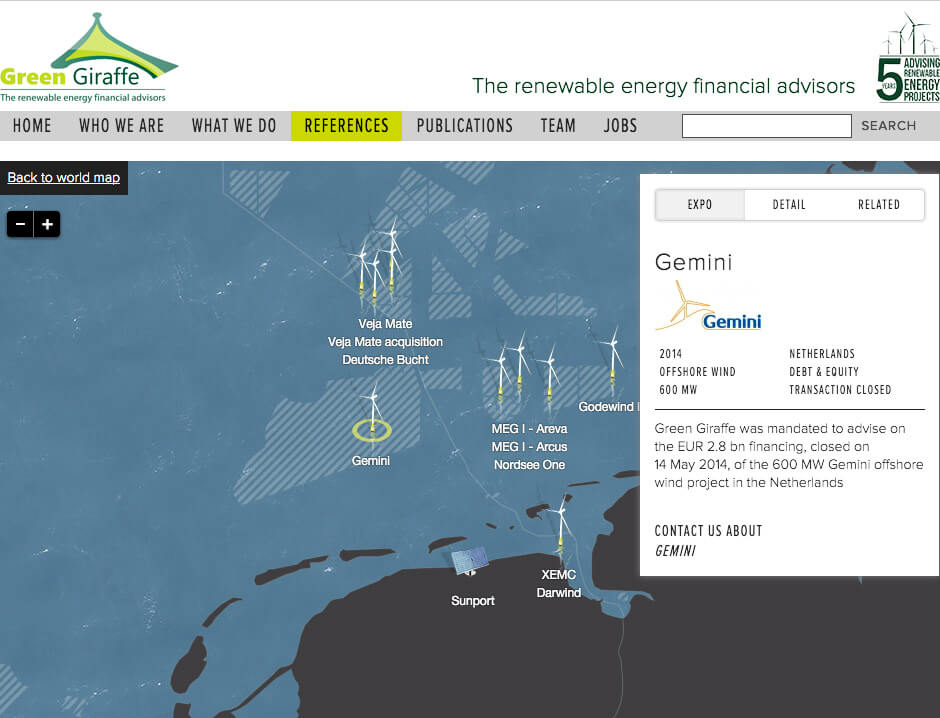 Green Giraffe
The renewable energy financial advisors
The renewable energy financial advisors
5 YEARS ADVISING
RENEWABLE
ENERGY
PROJECTS
HOME WHO WE ARE WHAT WE DO REFERENCES PUBLICATIONS TEAM JOBS SEARCH
Back to world map
− +
Veja Mate
Veja Mate acquisition
Deutsche Bucht
Gemini
MEG I - Areva
MEG I - Arcus
Nordsee One
Godewind I
XEMC
Darwind
Sunport
EXPO DETAIL RELATED
Gemini
Gemini
2014 NETHERLANDS
OFFSHORE WIND DEBT & EQUITY
600 MW TRANSACTION CLOSED
Green Giraffe was mandated to advise on
the EUR 2.8 bn financing, closed on
14 May 2014, of the 600 MW Gemini offshore
wind project in the Netherlands
CONTACT US ABOUT
GEMINI